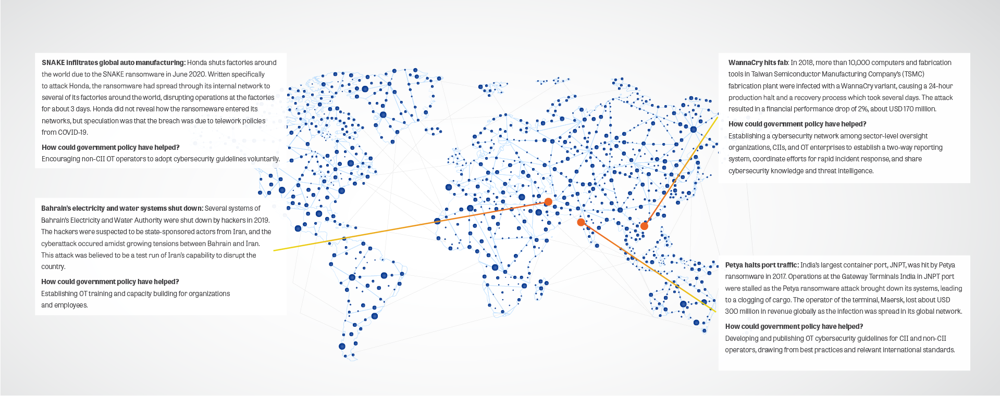 SNAKE infiltrates global auto manufacturing: Honda shuts factories around
the world due to the SNAKE ransomware in June 2020. Written specifically
to attack Honda, the ransomware had spread through its internal network to
several of its factories around the world, disrupting operations at the factories
for about 3 days. Honda did not reveal how the ransomeware entered its
networks, but speculation was that the breach was due to telework policies
from COVID-19.
How could government policy have helped?
Encouraging non-CII OT operators to adopt cybersecurity guidelines voluntarily.
Bahrain's electricity and water systems shut down: Several systems of
Bahrain's Electricity and Water Authority were shut down by hackers in 2019.
The hackers were suspected to be state-sponsored actors from Iran, and the
cyberattack occured amidst growing tensions between Bahrain and Iran.
This attack was believed to be a test run of Iran's capability to disrupt the
country.
How could government policy have helped?
Establishing OT training and capacity building for organizations
and employees.
WannaCry hits fab: In 2018, more than 10,000 computers and fabrication
tools in Taiwan Semiconductor Manufacturing Company's (TSMC)
fabrication plant were infected with a WannaCry variant, causing a 24-hour
production halt and a recovery process which took several days. The attack
resulted in a financial performance drop of 2%, about USD 170 million.
How could government policy have helped?
Establishing a cybersecurity network among sector-level oversight
organizations, CIIs, and OT enterprises to establish a two-way reporting
system, coordinate efforts for rapid incident response, and share
cybersecurity knowledge and threat intelligence.
Petya halts port traffic: India's largest container port, JNPT, was hit by Petya
ransomware in 2017. Operations at the Gateway Terminals India in JNPT port
were stalled as the Petya ransomware attack brought down its systems, leading
to a clogging of cargo. The operator of the terminal, Maersk, lost about USD
300 million in revenue globally as the infection was spread in its global network.
How could government policy have helped?
Developing and publishing OT cybersecurity guidelines for CII and non-CII
operators, drawing from best practices and relevant international standards.